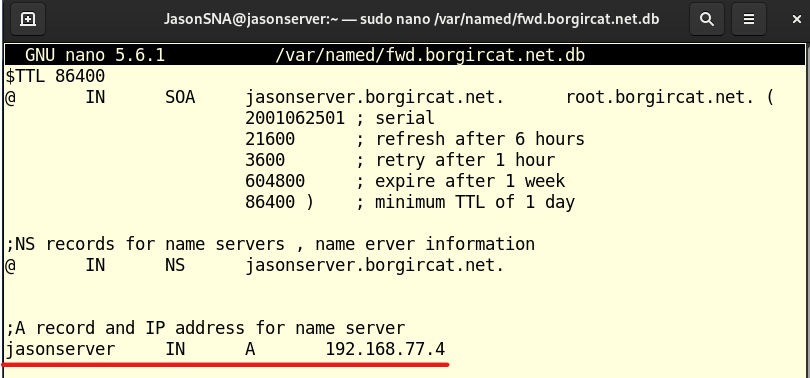 JasonSNA@jasonserver:~ — sudo nano /var/named/fwd.borgircat.net.db
GNU nano 5.6.1 /var/named/fwd.borgircat.net.db
$TTL 86400
@ IN SOA jasonserver.borgircat.net. root.borgircat.net. (
2001062501 ; serial
21600 ; refresh after 6 hours
3600 ; retry after 1 hour
604800 ; expire after 1 week
86400 ) ; minimum TTL of 1 day
;NS records for name servers , name erver information
@ IN NS jasonserver.borgircat.net.
;A record and IP address for name server
jasonserver IN A 192.168.77.4